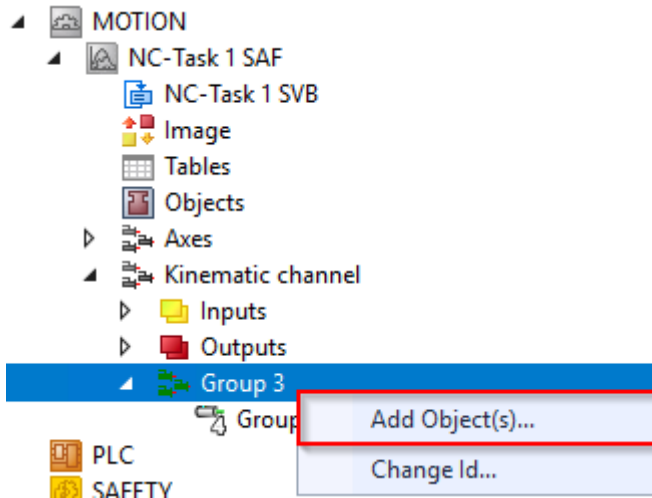 MOTION
NC-Task 1 SAF
NC-Task 1 SVB
Image
Tables
Objects
Axes
Kinematic channel
Inputs
Outputs
Group 3
Group
Add Object(s)...
PLC
Change Id...
SAFETY